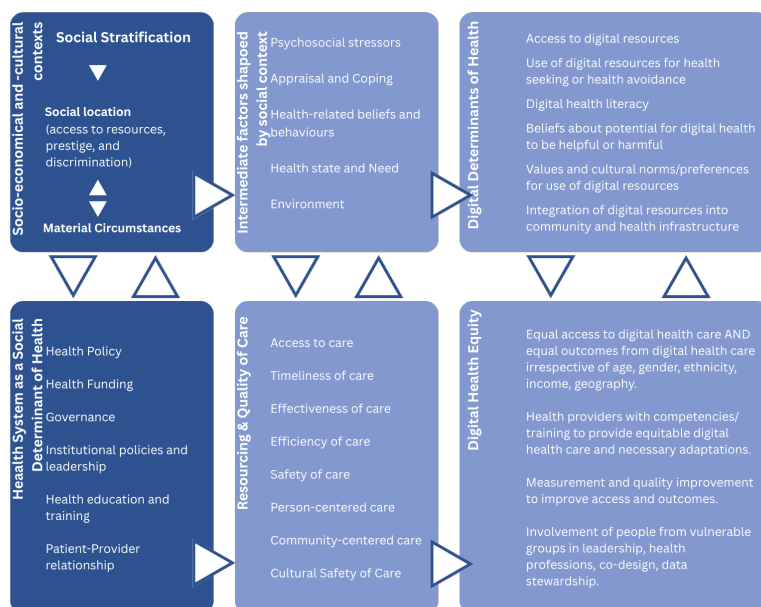 Socio-economical and -cultural
contexts
Social Stratification
Social location
(access to resources,
prestige, and
discrimination)
Material Circumstances
Intermediate factors shapoed
by social context
Psychosocial stressors
Appraisal and Coping
Health-related beliefs and
behaviours
Health state and Need
Environment
Digital Determinants of Health
Access to digital resources
Use of digital resources for health
seeking or health avoidance
Digital health literacy
Beliefs about potential for digital health
to be helpful or harmful
Values and cultural norms/preferences
for use of digital resources
Integration of digital resources into
community and health infrastructure
Heaalth System as a Social
Determinant of Health
Health Policy
Health Funding
Governance
Institutional policies and
leadership
Health education and
training
Patient-Provider
relationship
Resourcing & Quality of Care
Access to care
Timeliness of care
Effectiveness of care
Efficiency of care
Safety of care
Person-centered care
Community-centered care
Cultural Safety of Care
Digital Health Equity
Equal access to digital health care AND
equal outcomes from digital health care
irrespective of age, gender, ethnicity,
income, geography.
Health providers with competencies/
training to provide equitable digital
health care and necessary adaptations.
Measurement and quality improvement
to improve access and outcomes.
Involvement of people from vulnerable
groups in leadership, health
professions, co-design, data
stewardship.